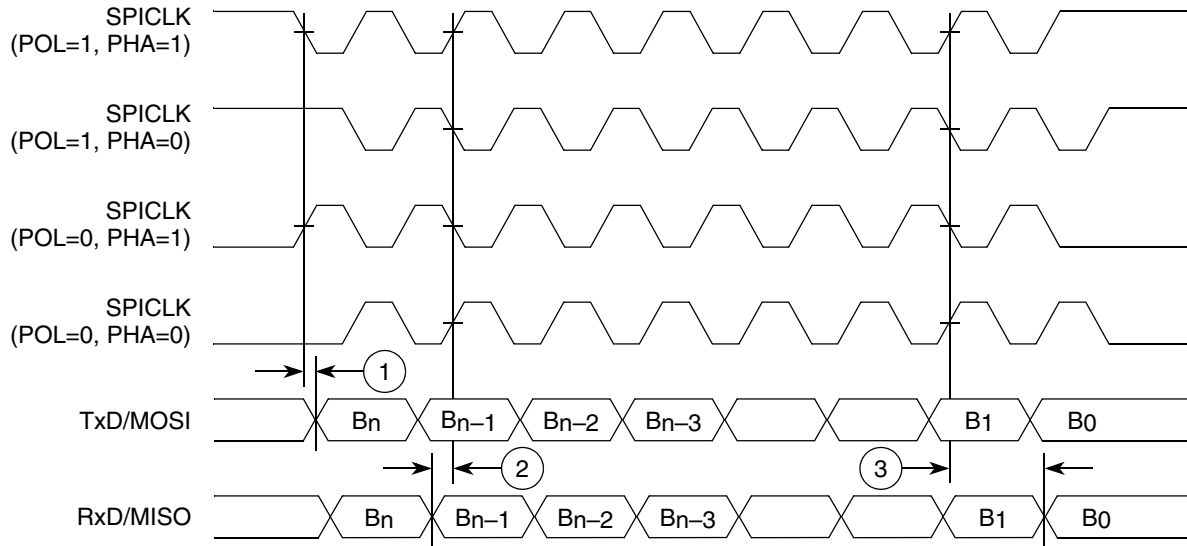 SPICLK
(POL=1, PHA=1)
SPICLK
(POL=1, PHA=0)
SPICLK
(POL=0, PHA=1)
SPICLK
(POL=0, PHA=0)
1
TxD/MOSI
Bn
Bn–1
Bn–2
Bn–3
B1
B0
2
3
RxD/MISO
Bn
Bn–1
Bn–2
Bn–3
B1
B0